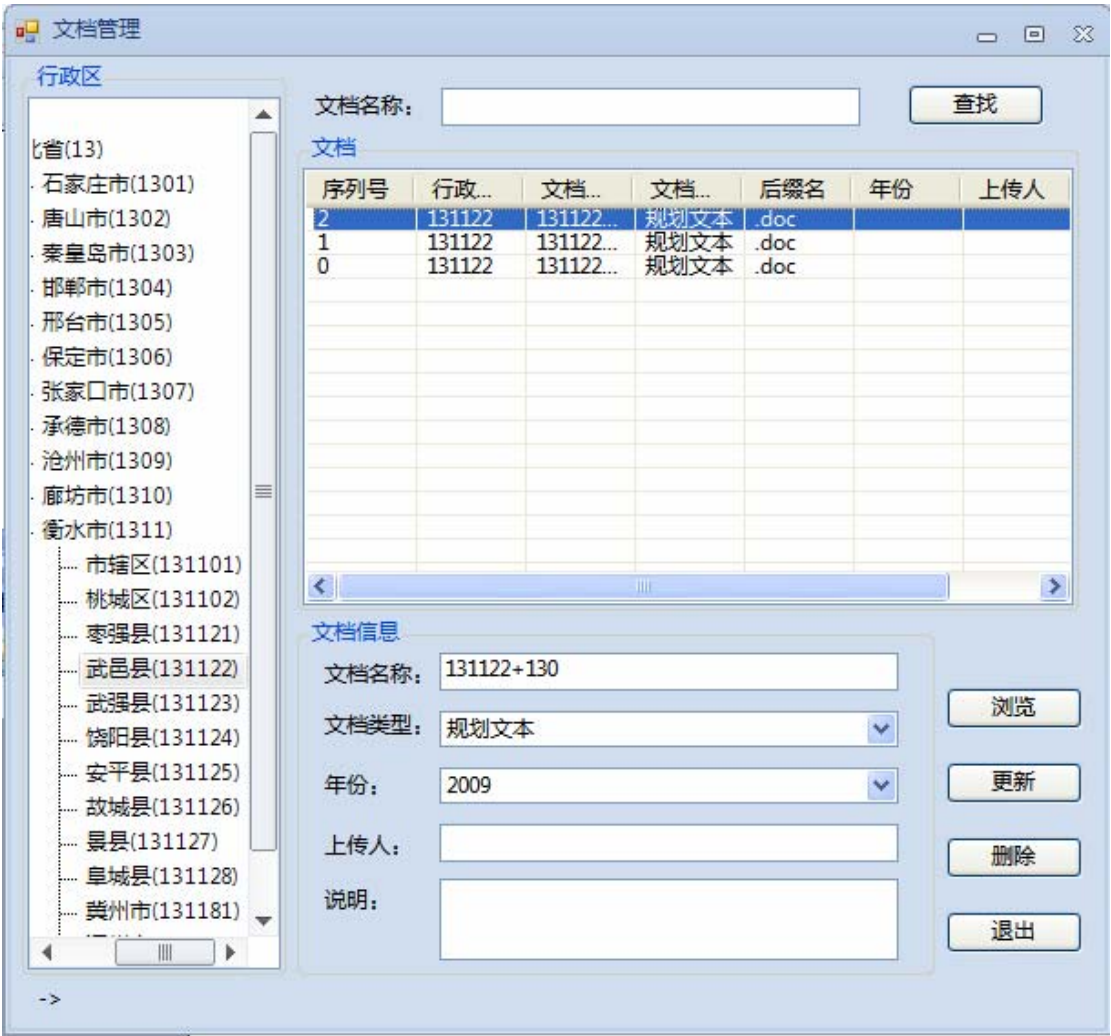 文档管理
行政区
北省(13)
石家庄市(1301)
唐山市(1302)
秦皇岛市(1303)
邯郸市(1304)
邢台市(1305)
保定市(1306)
张家口市(1307)
承德市(1308)
沧州市(1309)
廊坊市(1310)
衡水市(1311)
市辖区(131101)
桃城区(131102)
枣强县(131121)
武邑县(131122)
武强县(131123)
饶阳县(131124)
安平县(131125)
故城县(131126)
景县(131127)
阜城县(131128)
冀州市(131181)
->
文档名称： 查找
文档
序列号 行政... 文档... 文档... 后缀名 年份 上传人
2 131122 131122... 规划文本 .doc
1 131122 131122... 规划文本 .doc
0 131122 131122... 规划文本 .doc
文档信息
文档名称： 131122+130
文档类型： 规划文本
年份： 2009
上传人：
说明：
浏览
更新
删除
退出